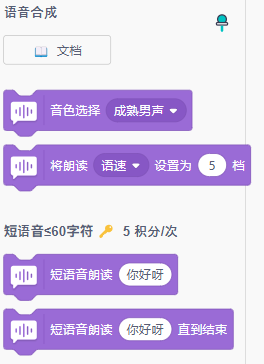 语音合成
文档
音色选择 成熟男声
将朗读 语速 设置为 5 档
短语音≤60字符 5 积分/次
短语音朗读 你好呀
短语音朗读 你好呀 直到结束